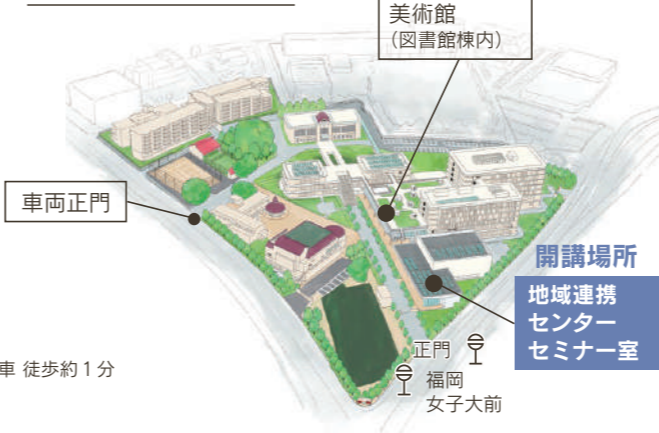 美術館
（図書館棟内）
車両正門
開講場所
地域連携
センター
セミナー室
正門
福岡
女子大前
車 徒歩約1分